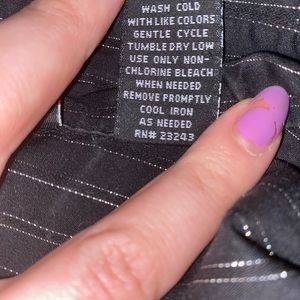 WASH COLD
WITH LIKE COLORS
GENTLE CYCLE
TUMBLE DRY LOW
USE ONLY NON-
CHLORINE BLEACH
WHEN NEEDED
REMOVE PROMPTLY
COOL IRON
AS NEEDED
RN# 23243